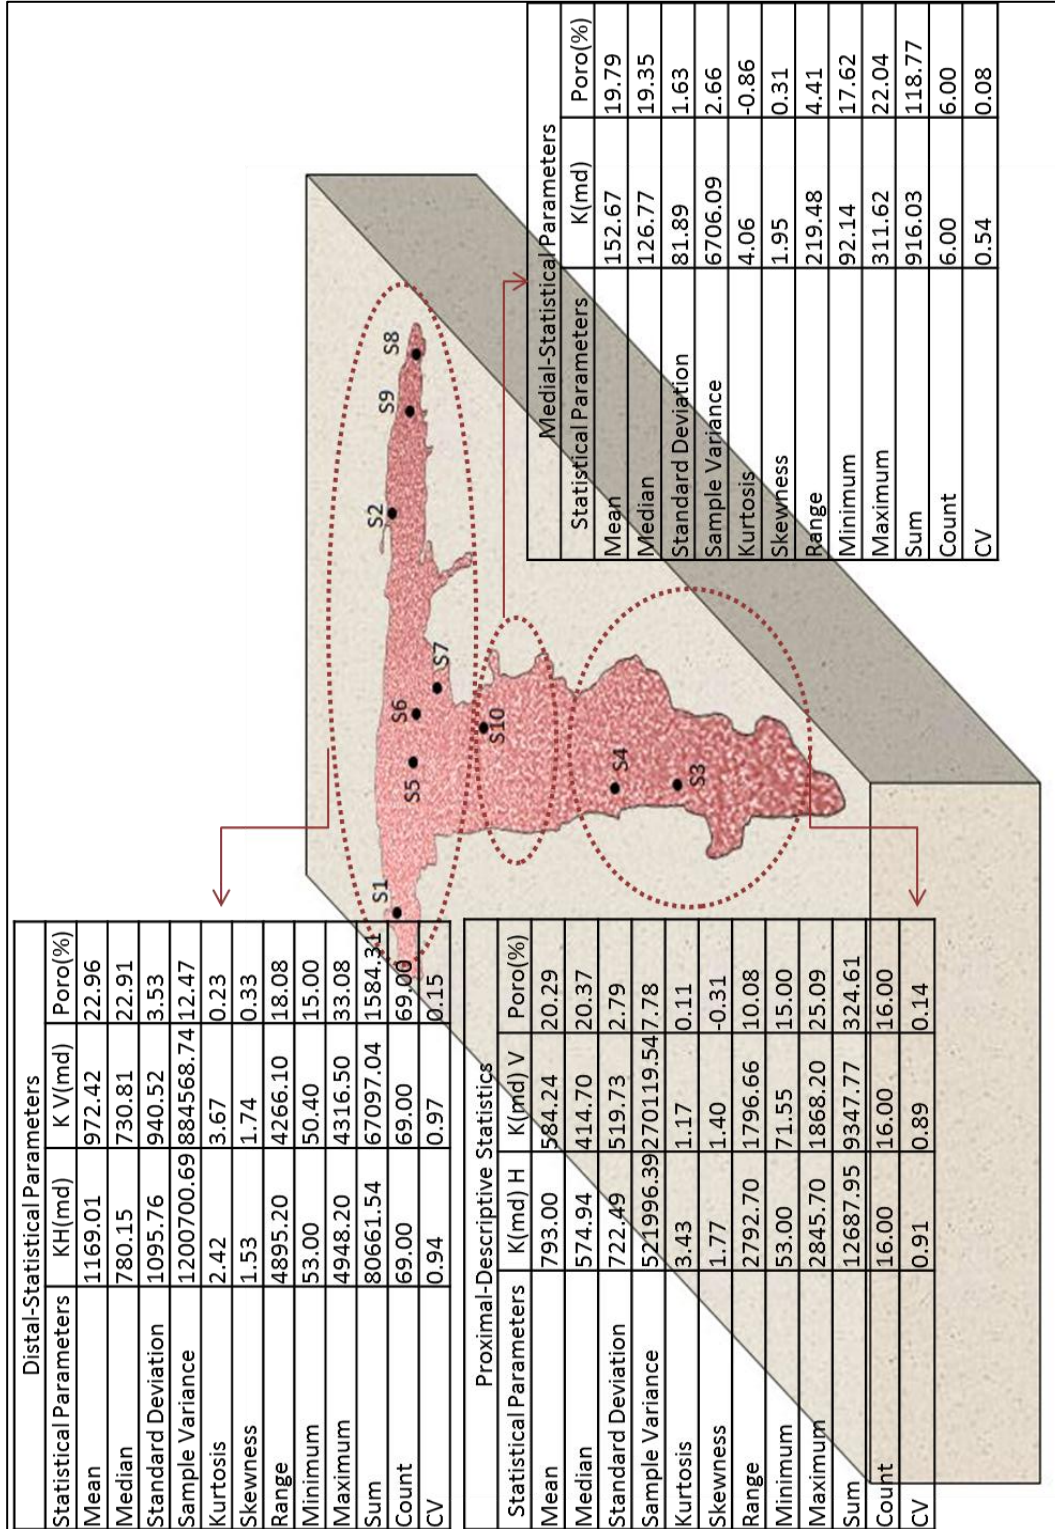 Distal-Statistical Parameters
Statistical Parameters KH(md) K V(md) Poro(%)
Mean 1169.01 972.42 22.96
Median 780.15 730.81 22.91
Standard Deviation 1095.76 940.52 3.53
Sample Variance 1200700.69 884568.74 12.47
Kurtosis 2.42 3.67 0.23
Skewness 1.53 1.74 0.33
Range 4895.20 4266.10 18.08
Minimum 53.00 50.40 15.00
Maximum 4948.20 4316.50 33.08
Sum 80661.54 67097.04 1584.31
Count 69.00 69.00 69.00
CV 0.94 0.97 0.15
Proximal-Descriptive Statistics
Statistical Parameters K(md) H K(md) V Poro(%)
Mean 793.00 584.24 20.29
Median 574.94 414.70 20.37
Standard Deviation 722.49 519.73 2.79
Sample Variance 521996.39 270119.54 7.78
Kurtosis 3.43 1.17 0.11
Skewness 1.77 1.40 -0.31
Range 2792.70 1796.66 10.08
Minimum 53.00 71.55 15.00
Maximum 2845.70 1868.20 25.09
Sum 12687.95 9347.77 324.61
Count 16.00 16.00 16.00
CV 0.91 0.89 0.14
S1
S5
S6
S7
S2
S9
S8
S10
S4
S3
Medial-Statistical Parameters
Statistical Parameters K(md) Poro(%)
Mean 152.67 19.79
Median 126.77 19.35
Standard Deviation 81.89 1.63
Sample Variance 6706.09 2.66
Kurtosis 4.06 -0.86
Skewness 1.95 0.31
Range 219.48 4.41
Minimum 92.14 17.62
Maximum 311.62 22.04
Sum 916.03 118.77
Count 6.00 6.00
CV 0.54 0.08